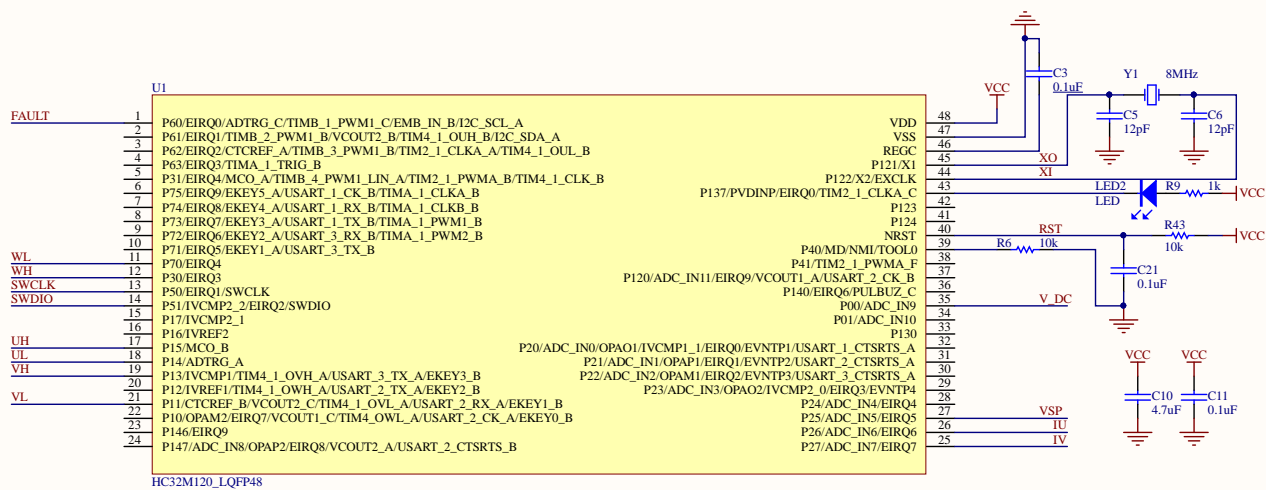 U1
FAULT
1 P60/EIRQ0/ADTRG_C/TIMB_1_PWM1_C/EMB_IN_B/I2C_SCL_A
2 P61/EIRQ1/TIMB_2_PWM1_B/VCOUT2_B/TIM4_1_OUH_B/I2C_SDA_A
3 P62/EIRQ2/CTCREF_A/TIMB_3_PWM1_B/TIM2_1_CLKA_A/TIM4_1_OUL_B
4 P63/EIRQ3/TIMA_1_TRIG_B
5 P31/EIRQ4/MCO_A/TIMB_4_PWM1_LIN_A/TIM2_1_PWMA_B/TIM4_1_CLK_B
6 P75/EIRQ9/EKEY5_A/USART_1_CK_B/TIMA_1_CLKA_B
7 P74/EIRQ8/EKEY4_A/USART_1_RX_B/TIMA_1_CLKB_B
8 P73/EIRQ7/EKEY3_A/USART_1_TX_B/TIMA_1_PWM1_B
9 P72/EIRQ6/EKEY2_A/USART_3_RX_B/TIMA_1_PWM2_B
10 P71/EIRQ5/EKEY1_A/USART_3_TX_B
WL 11 P70/EIRQ4
WH 12 P30/EIRQ3
SWCLK 13 P50/EIRQ1/SWCLK
SWDIO 14 P51/IVCMP2_2/EIRQ2/SWDIO
15 P17/IVCMP2_1
16 P16/IVREF2
UH 17 P15/MCO_B
UL 18 P14/ADTRG_A
VH 19 P13/IVCMP1/TIM4_1_OVH_A/USART_3_TX_A/EKEY3_B
20 P12/IVREF1/TIM4_1_OWH_A/USART_2_TX_A/EKEY2_B
VL 21 P11/CTCREF_B/VCOUT2_C/TIM4_1_OVL_A/USART_2_RX_A/EKEY1_B
22 P10/OPAM2/EIRQ7/VCOUT1_C/TIM4_OWL_A/USART_2_CK_A/EKEY0_B
23 P146/EIRQ9
24 P147/ADC_IN8/OPAP2/EIRQ8/VCOUT2_A/USART_2_CTSRTS_B
HC32M120_LQFP48
VDD 48
VSS 47
REGC 46
P121/X1 45 XO
P122/X2/EXCLK 44 XI
P137/PVDINP/EIRQ0/TIM2_1_CLKA_C 43
P123 42
P124 41
NRST 40 RST
P40/MD/NMI/TOOL0 39
P41/TIM2_1_PWMA_F 38
P120/ADC_IN11/EIRQ9/VCOUT1_A/USART_2_CK_B 37
P140/EIRQ6/PULBUZ_C 36
P00/ADC_IN9 35 V_DC
P01/ADC_IN10 34
P130 33
P20/ADC_IN0/OPAO1/IVCMP1_1/EIRQ0/EVNTP1/USART_1_CTSRTS_A 32
P21/ADC_IN1/OPAP1/EIRQ1/EVNTP2/USART_2_CTSRTS_A 31
P22/ADC_IN2/OPAM1/EIRQ2/EVNTP3/USART_3_CTSRTS_A 30
P23/ADC_IN3/OPAO2/IVCMP2_0/EIRQ3/EVNTP4 29
P24/ADC_IN4/EIRQ4 28
P25/ADC_IN5/EIRQ5 27 VSP
P26/ADC_IN6/EIRQ6 26 IU
P27/ADC_IN7/EIRQ7 25 IV
VCC
C3
0.1uF
Y1 8MHz
C5
12pF
C6
12pF
LED2
LED
R9 1k
VCC
R43
10k
VCC
R6 10k
C21
0.1uF
VCC
C10
4.7uF
VCC
C11
0.1uF